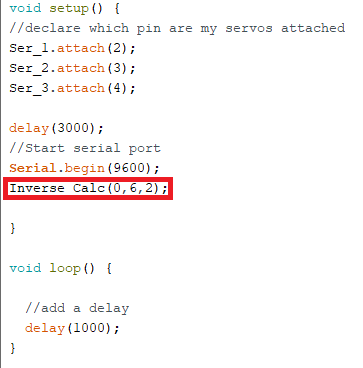 void setup() {
//declare which pin are my servos attached
Ser_1.attach(2);
Ser_2.attach(3);
Ser_3.attach(4);
delay(3000);
//Start serial port
Serial.begin(9600);
Inverse Calc(0,6,2);
}
void loop() {
//add a delay
delay(1000);
}